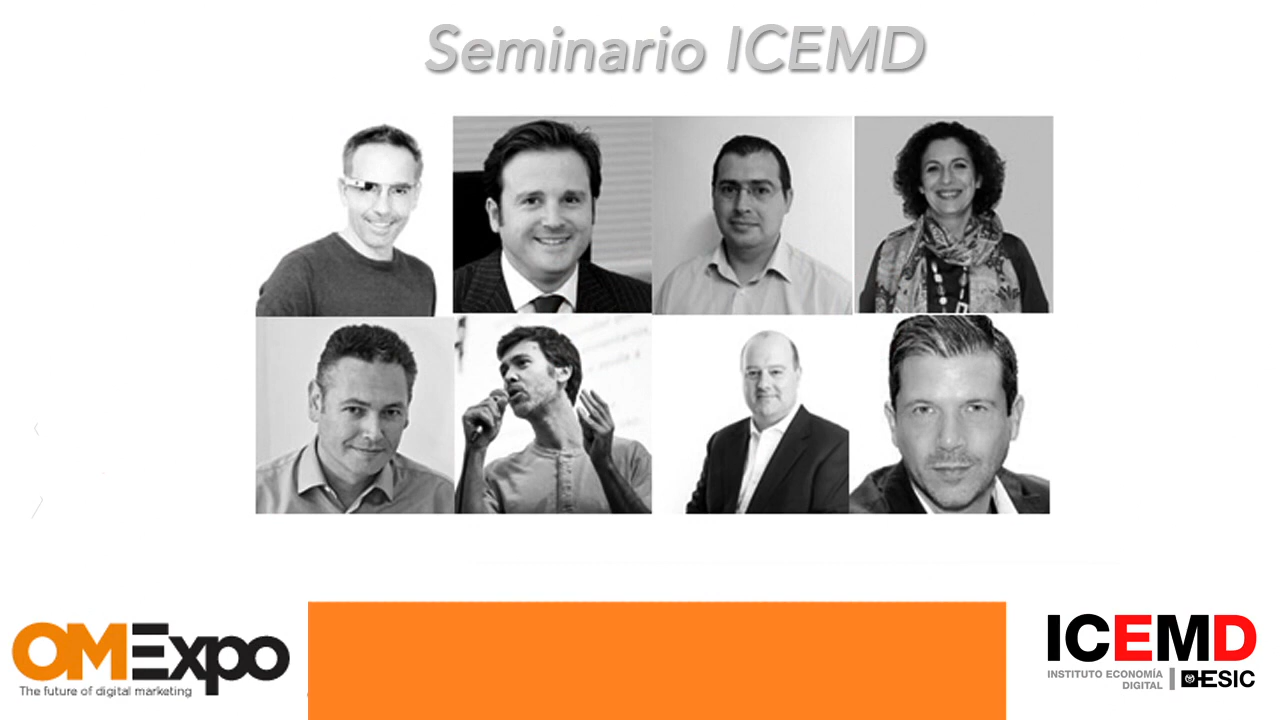 Seminario ICEMD
OMExpo
The future of digital marketing
ICEMD
INSTITUTO ECONOMÍA
DIGITAL
ESIC